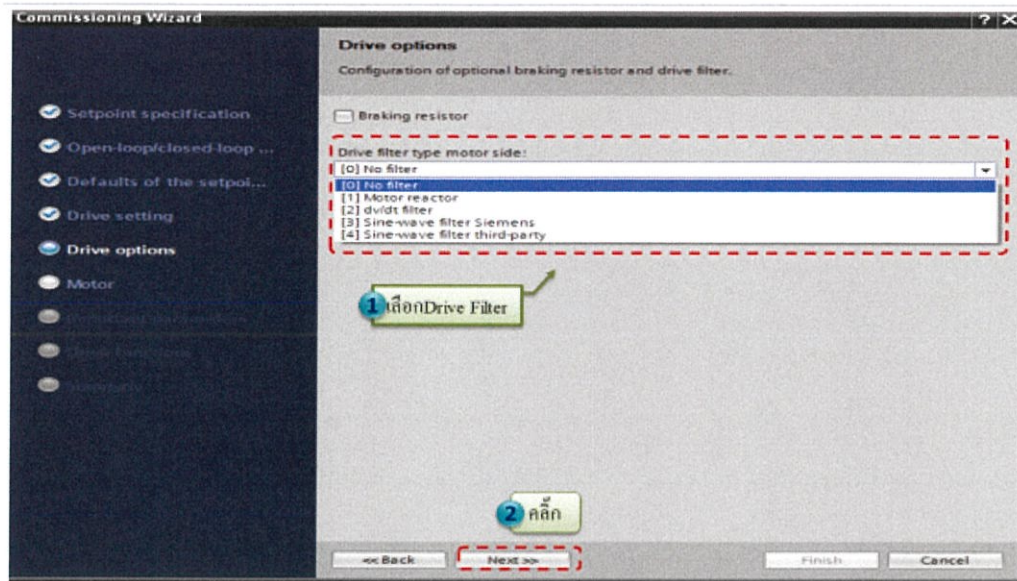 Commissioning Wizard
? X
Drive options
Configuration of optional braking resistor and drive filter.
Setpoint specification
Open-loop/closed-loop ...
Defaults of the setpoi...
Drive setting
Drive options
Motor
Summary
Braking resistor
Drive filter type motor side:
[0] No filter
[0] No filter
[1] Motor reactor
[2] dv/dt filter
[3] Sine-wave filter Siemens
[4] Sine-wave filter third-party
1 เลือกDrive Filter
2 คลิ๊ก
<< Back
Next >>
Finish
Cancel